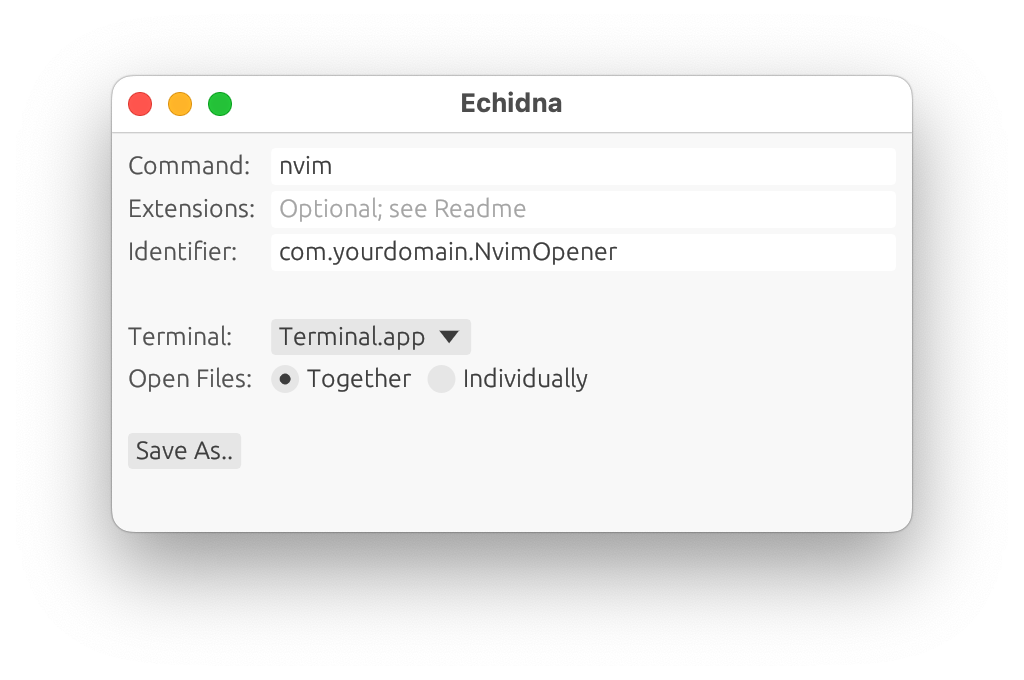 Echidna
Command: nvim
Extensions: Optional; see Readme
Identifier: com.yourdomain.NvimOpener
Terminal: Terminal.app
Open Files: Together Individually
Save As..